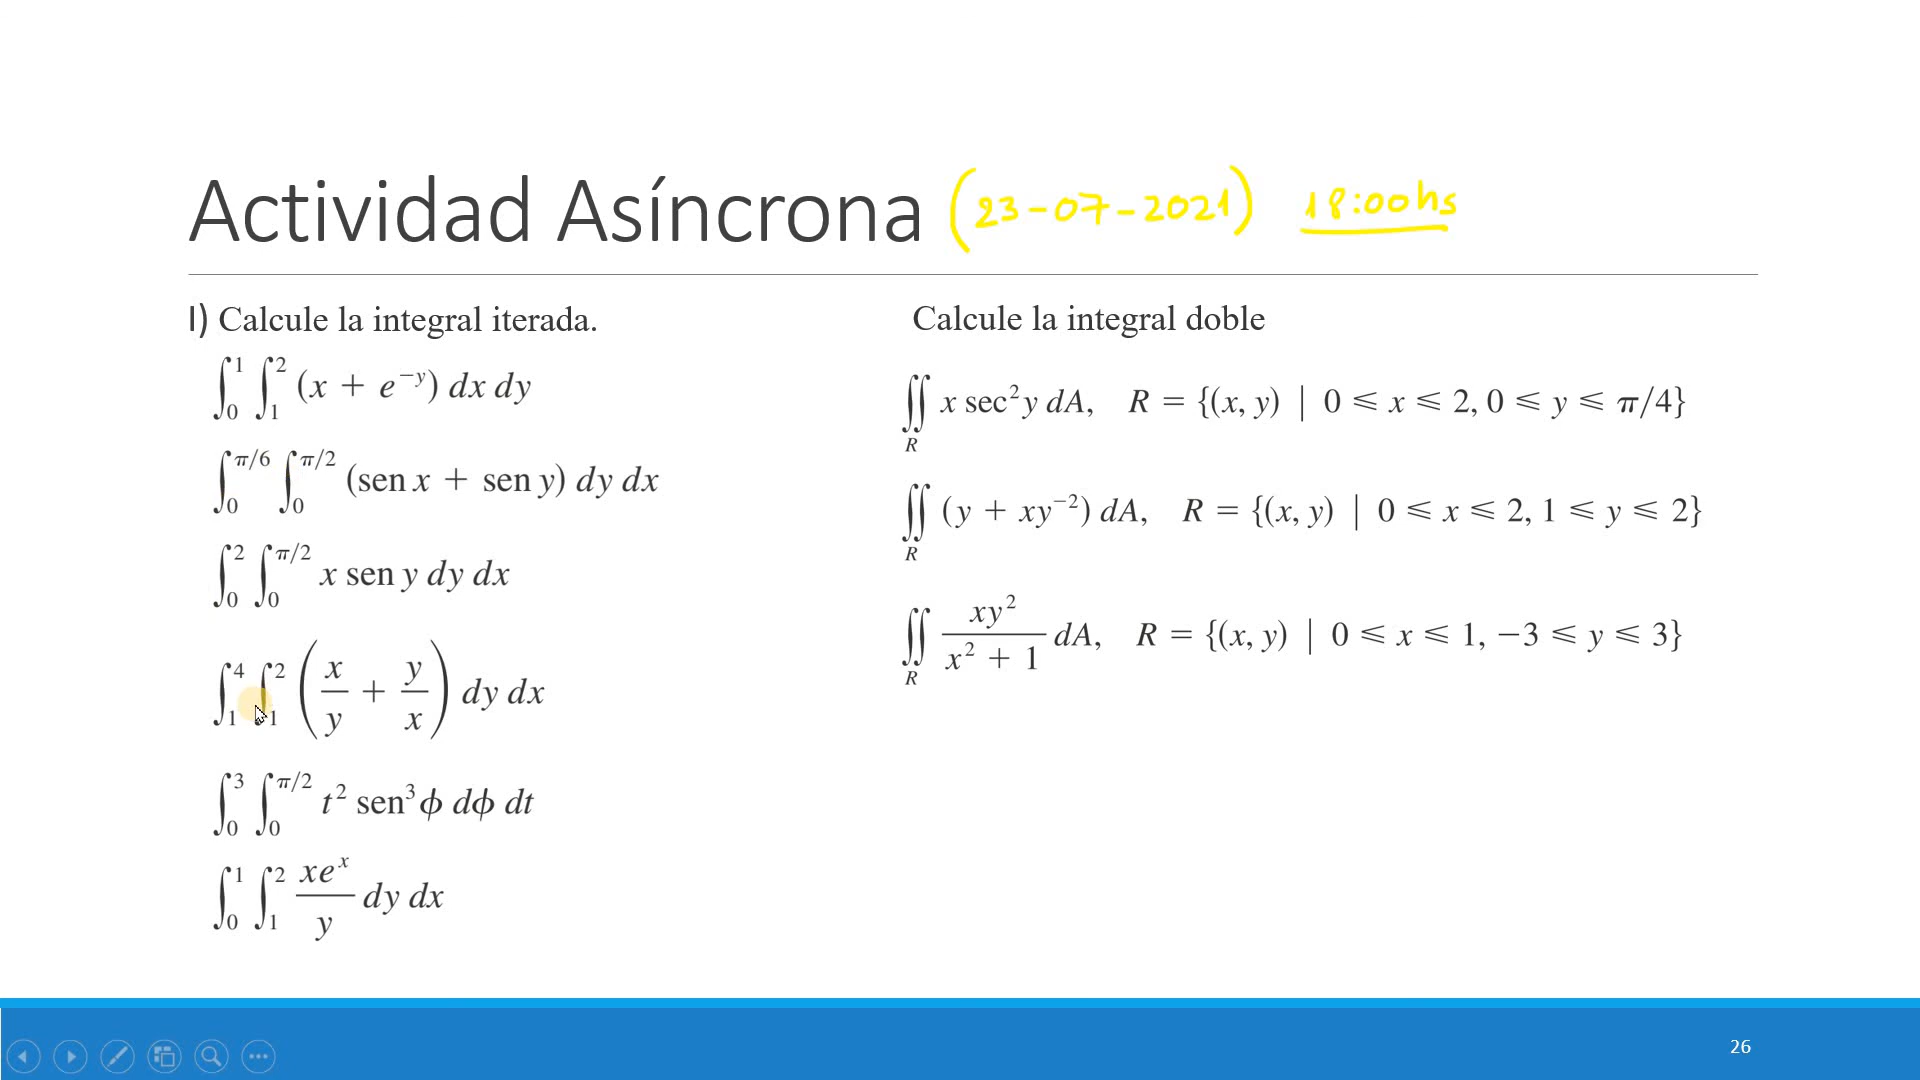 Actividad Asíncrona (23-07-2021) 18:00hs
I) Calcule la integral iterada.
∫₀¹ ∫₁² (x + e⁻ʸ) dx dy
∫₀^{π/6} ∫₀^{π/2} (sen x + sen y) dy dx
∫₀² ∫₀^{π/2} x sen y dy dx
∫₁⁴ ∫₁² (x/y + y/x) dy dx
∫₀³ ∫₀^{π/2} t² sen³ϕ dϕ dt
∫₀¹ ∫₁² xeˣ/y dy dx
Calcule la integral doble
∬_R x sec²y dA, R = {(x, y) | 0 ⩽ x ⩽ 2, 0 ⩽ y ⩽ π/4}
∬_R (y + xy⁻²) dA, R = {(x, y) | 0 ⩽ x ⩽ 2, 1 ⩽ y ⩽ 2}
∬_R xy²/(x² + 1) dA, R = {(x, y) | 0 ⩽ x ⩽ 1, −3 ⩽ y ⩽ 3}
26